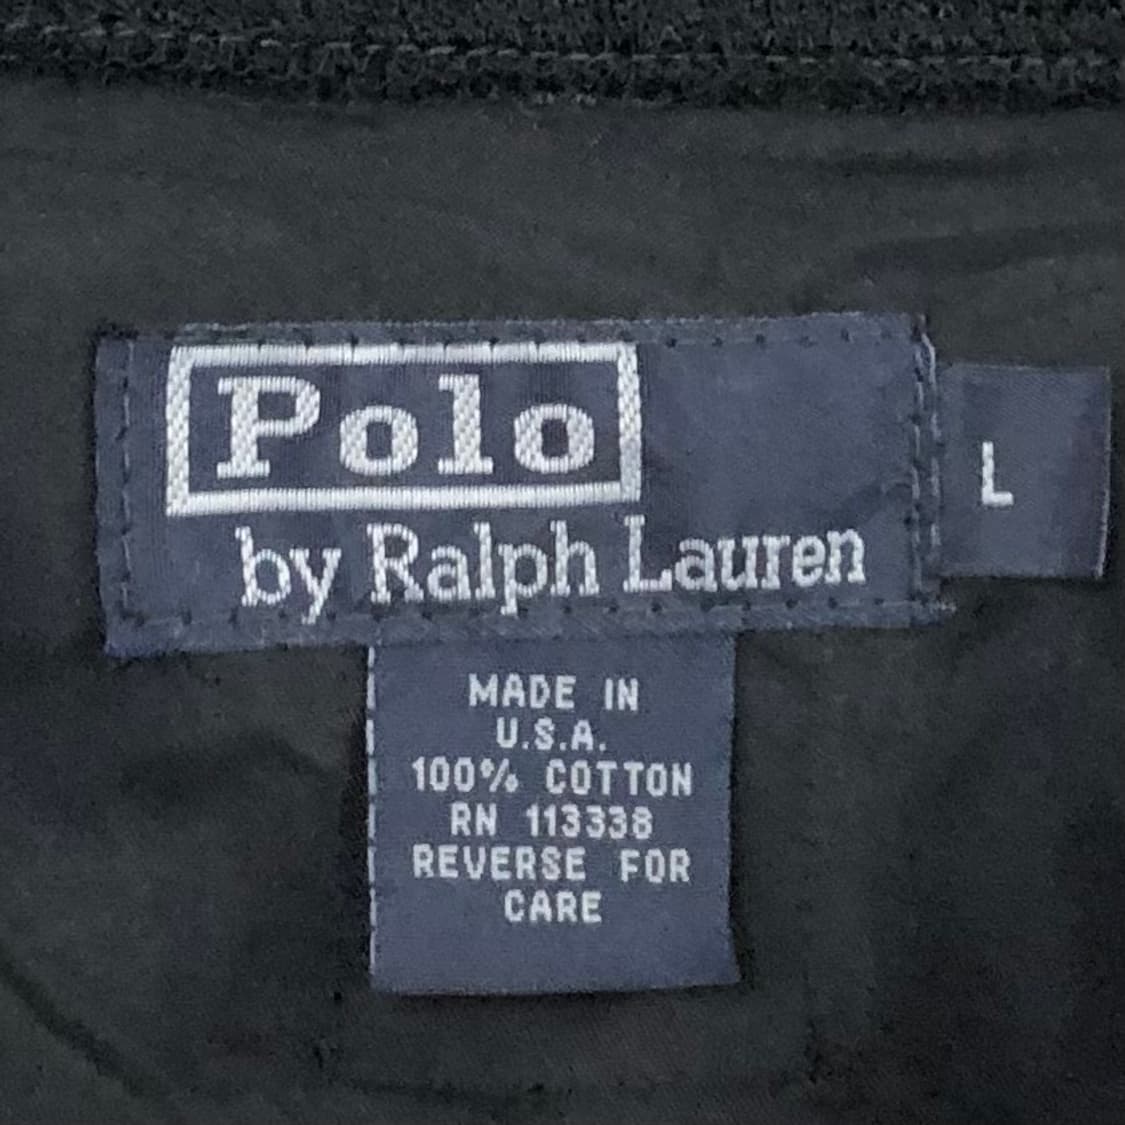 Polo
by Ralph Lauren
L
MADE IN
U.S.A.
100% COTTON
RN 113338
REVERSE FOR
CARE